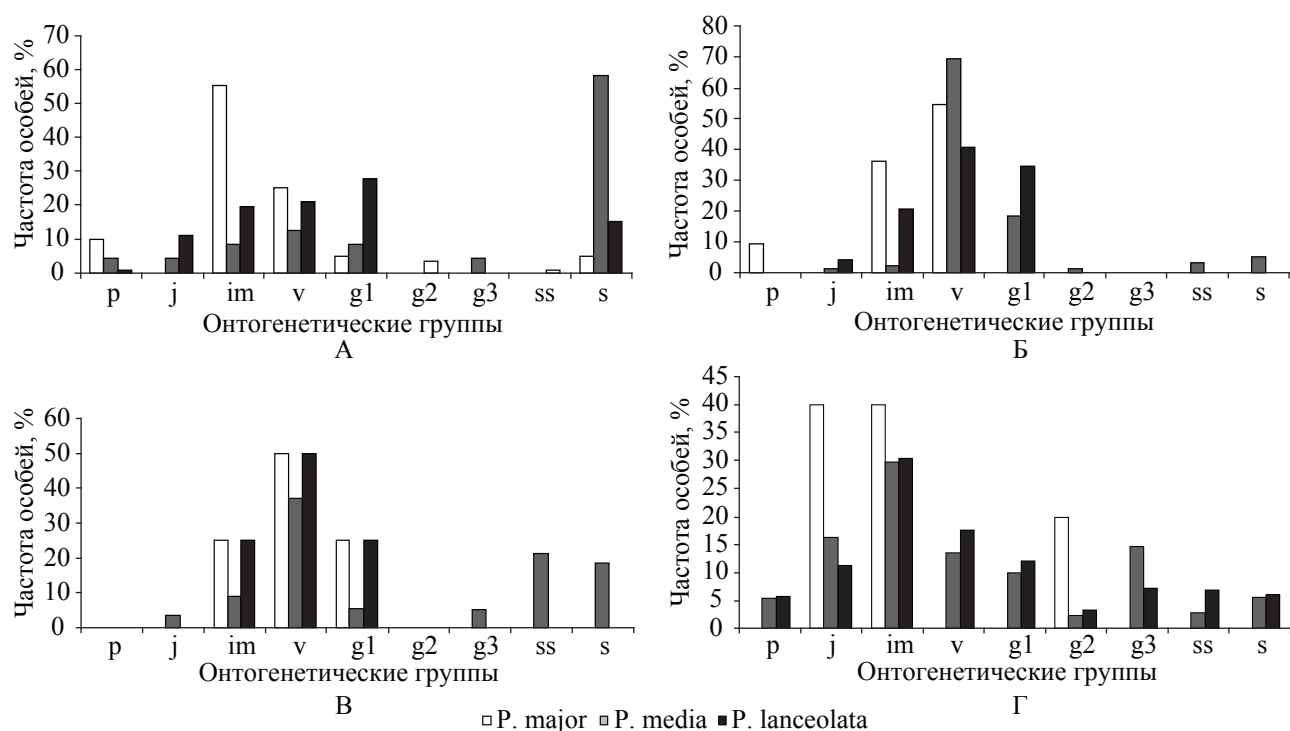 Частота особей, %
70
60
50
40
30
20
10
0
p j im v g1 g2 g3 ss s
Онтогенетические группы
А
Частота особей, %
80
70
60
50
40
30
20
10
0
p j im v g1 g2 g3 ss s
Онтогенетические группы
Б
Частота особей, %
60
50
40
30
20
10
0
p j im v g1 g2 g3 ss s
Онтогенетические группы
В
Частота особей, %
45
40
35
30
25
20
15
10
5
0
p j im v g1 g2 g3 ss s
Онтогенетические группы
Г
P. major P. media P. lanceolata